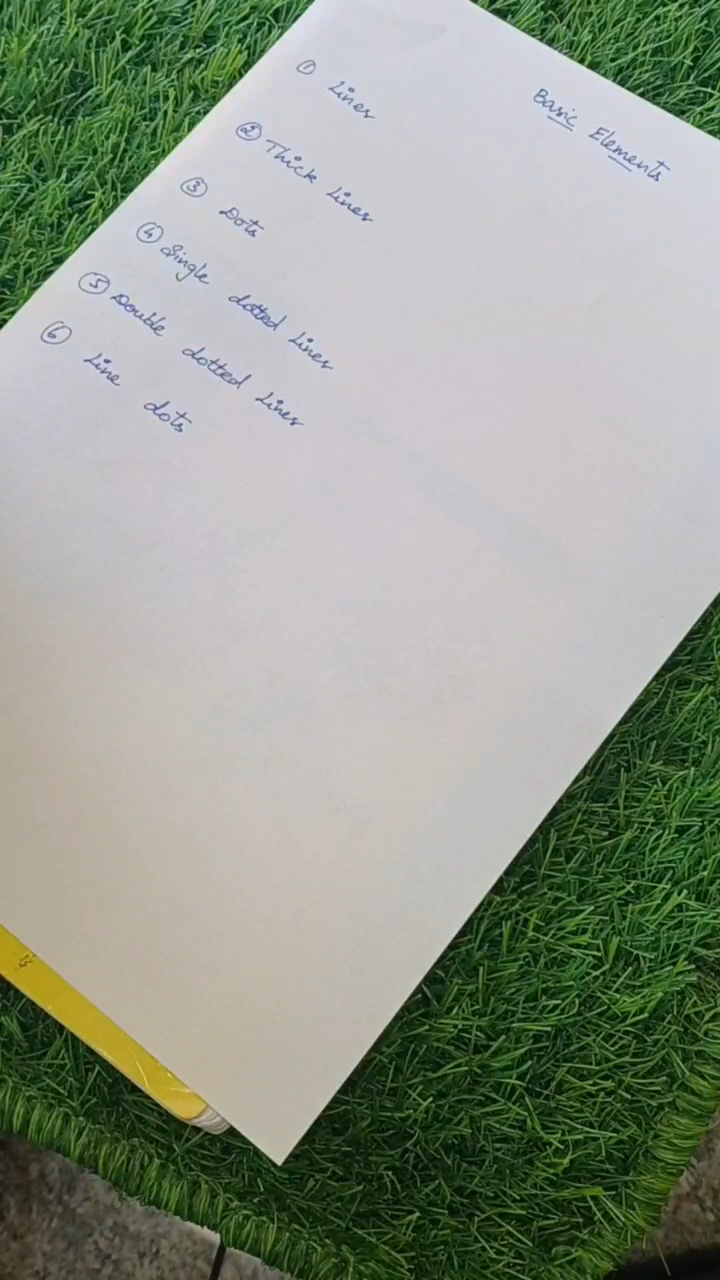 Basic Elements
① Lines
② Thick Lines
③ Dots
④ Single dotted Lines
⑤ Double dotted Lines
⑥ Line dots